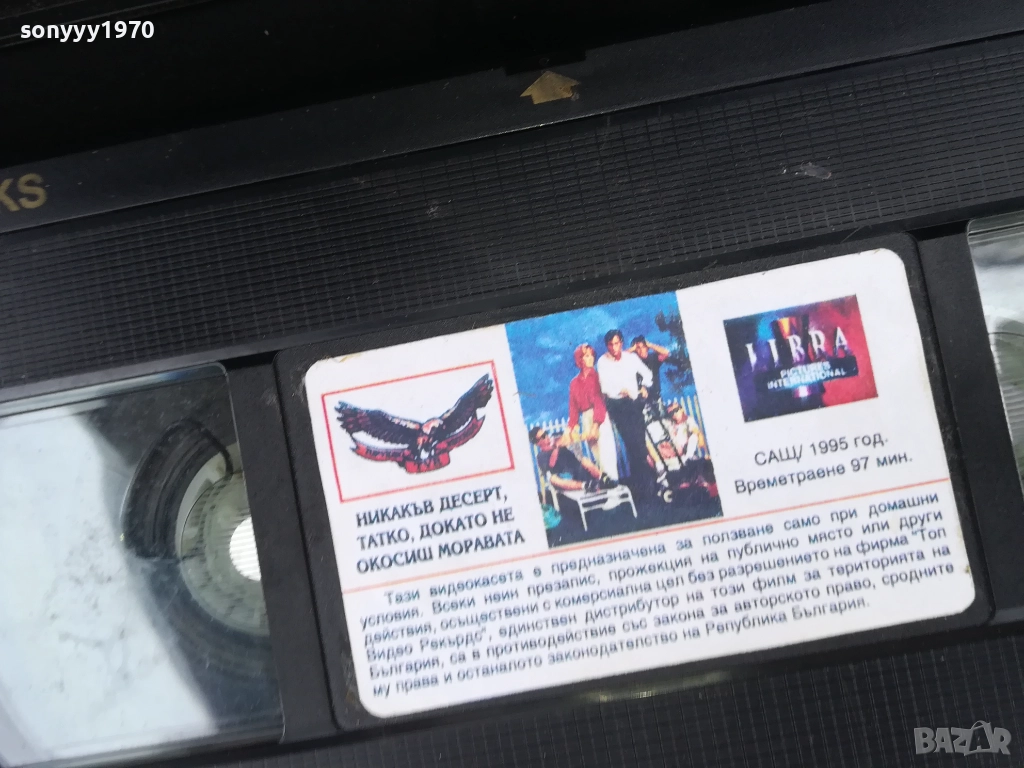 sonyyy1970
KS
LIBRA
PICTURES
INTERNATIONAL
НИКАКЪВ ДЕСЕРТ,
ТАТКО, ДОКАТО НЕ
ОКОСИШ МОРАВАТА
САЩ/ 1995 год.
Времетраене 97 мин.
Тази видеокасета е предназначена за ползване само при домашни
условия. Всеки неин презапис, прожекция на публично място или други
действия, осъществени с комерсиална цел без разрешението на фирма "Топ
Видео Рекърдс", единствен дистрибутор на този филм за територията на
България, са в противодействие със закона за авторското право, сродните
му права и останалото законодателство на Република България.
BAZAR